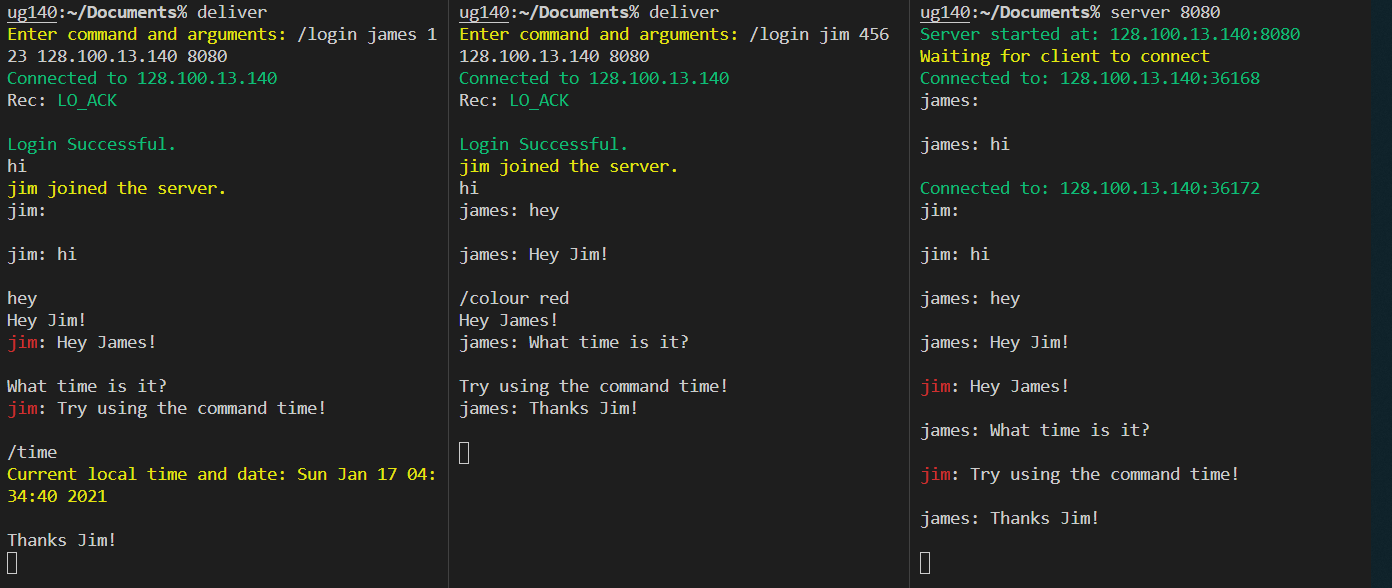 ug140:~/Documents% deliver
Enter command and arguments: /login james 1
23 128.100.13.140 8080
Connected to 128.100.13.140
Rec: LO_ACK
Login Successful.
hi
jim joined the server.
jim:
jim: hi
hey
Hey Jim!
jim: Hey James!
What time is it?
jim: Try using the command time!
/time
Current local time and date: Sun Jan 17 04:
34:40 2021
Thanks Jim!
ug140:~/Documents% deliver
Enter command and arguments: /login jim 456
128.100.13.140 8080
Connected to 128.100.13.140
Rec: LO_ACK
Login Successful.
jim joined the server.
hi
james: hey
james: Hey Jim!
/colour red
Hey James!
james: What time is it?
Try using the command time!
james: Thanks Jim!
ug140:~/Documents% server 8080
Server started at: 128.100.13.140:8080
Waiting for client to connect
Connected to: 128.100.13.140:36168
james:
james: hi
Connected to: 128.100.13.140:36172
jim:
jim: hi
james: hey
james: Hey Jim!
jim: Hey James!
james: What time is it?
jim: Try using the command time!
james: Thanks Jim!